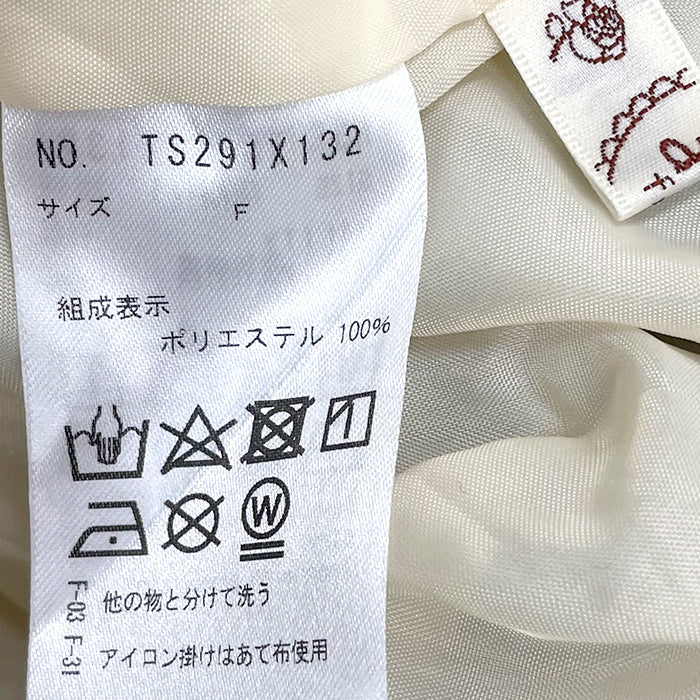 NO. TS291X132
サイズ F
組成表示
ポリエステル 100%
W
F-03 他の物と分けて洗う
F-31 アイロン掛けはあて布使用